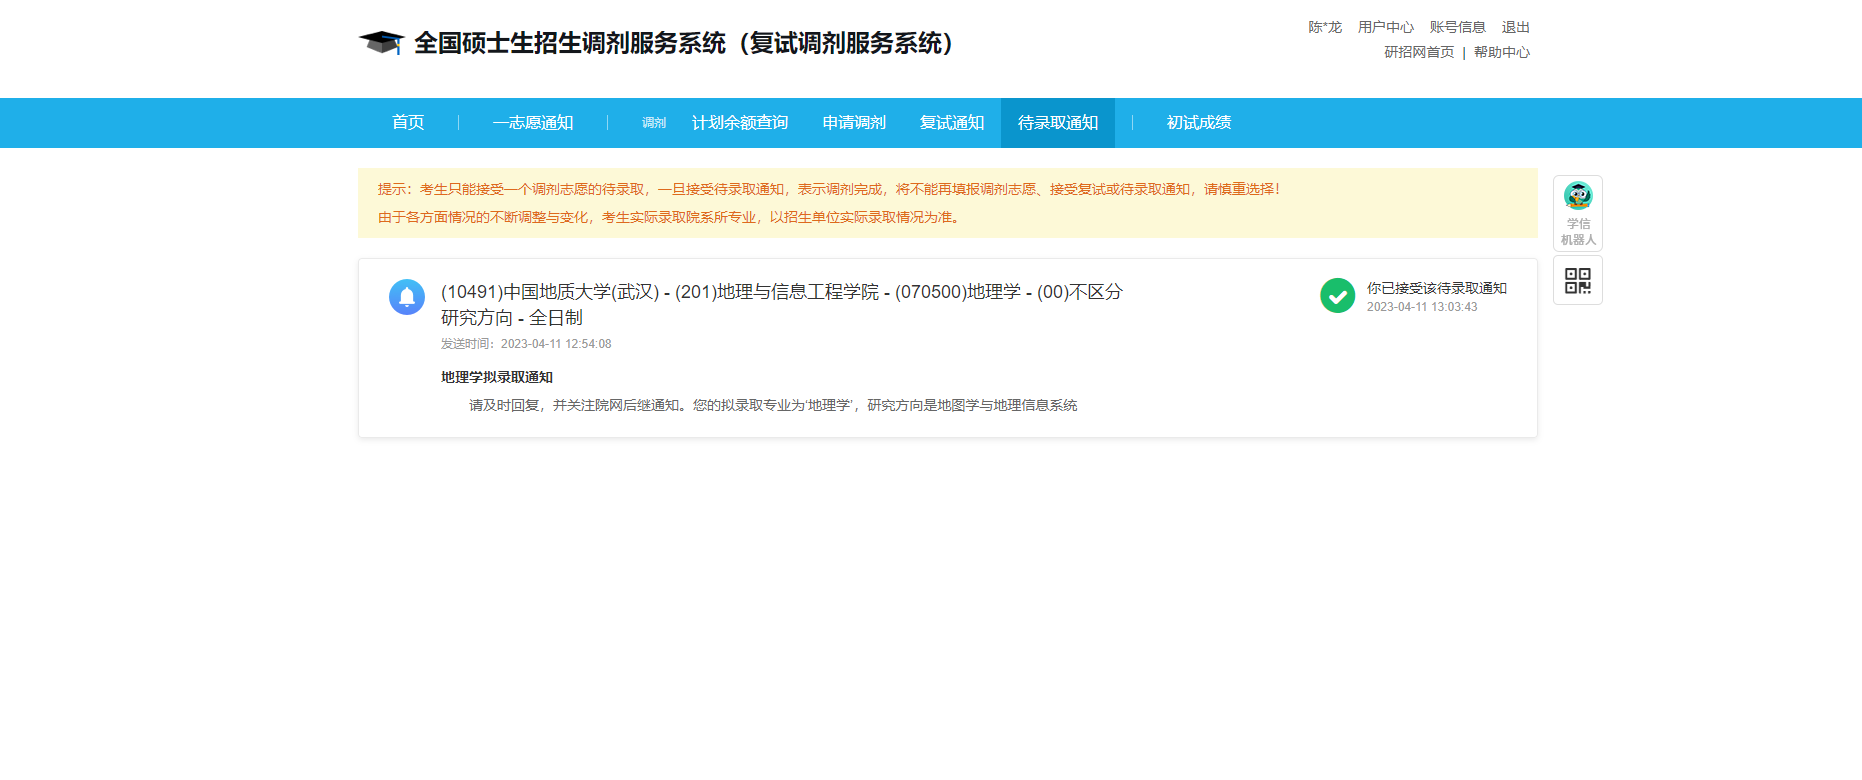 全国硕士生招生调剂服务系统（复试调剂服务系统）
陈*龙 用户中心 账号信息 退出
研招网首页 | 帮助中心
首页 一志愿通知 调剂 计划余额查询 申请调剂 复试通知 待录取通知 初试成绩
提示：考生只能接受一个调剂志愿的待录取，一旦接受待录取通知，表示调剂完成，将不能再填报调剂志愿、接受复试或待录取通知，请慎重选择！
由于各方面情况的不断调整与变化，考生实际录取院系所专业，以招生单位实际录取情况为准。
学信
机器人
(10491)中国地质大学(武汉) - (201)地理与信息工程学院 - (070500)地理学 - (00)不区分
研究方向 - 全日制
发送时间：2023-04-11 12:54:08
你已接受该待录取通知
2023-04-11 13:03:43
地理学拟录取通知
请及时回复，并关注院网后继通知。您的拟录取专业为‘地理学’，研究方向是地图学与地理信息系统